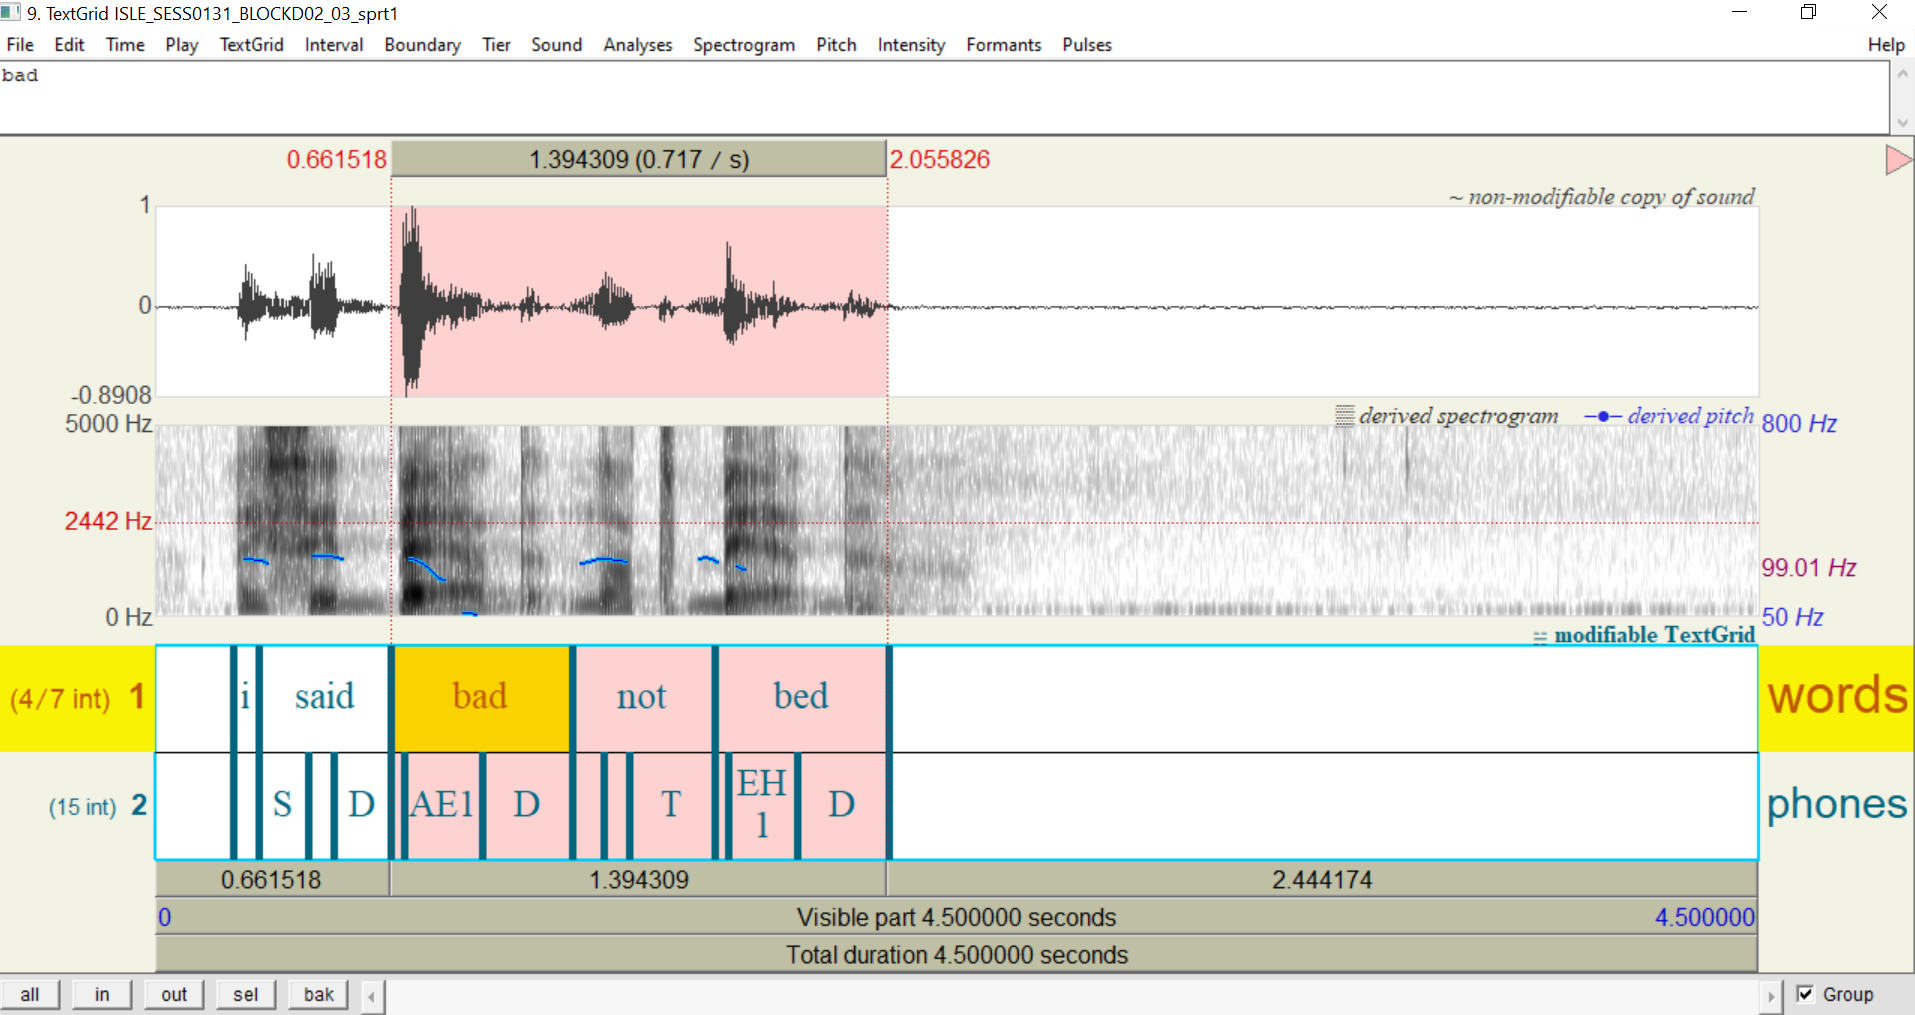 9. TextGrid ISLE_SESS0131_BLOCKD02_03_sprt1
File Edit Time Play TextGrid Interval Boundary Tier Sound Analyses Spectrogram Pitch Intensity Formants Pulses Help
bad
0.661518 1.394309 (0.717 / s) 2.055826
~ non-modifiable copy of sound
1
0
-0.8908
5000 Hz derived spectrogram derived pitch 800 Hz
2442 Hz
99.01 Hz
0 Hz 50 Hz
modifiable TextGrid
(4/7 int) 1 i said bad not bed words
(15 int) 2 S D AE1 D T EH1 D phones
0.661518 1.394309 2.444174
0 Visible part 4.500000 seconds 4.500000
Total duration 4.500000 seconds
all in out sel bak Group